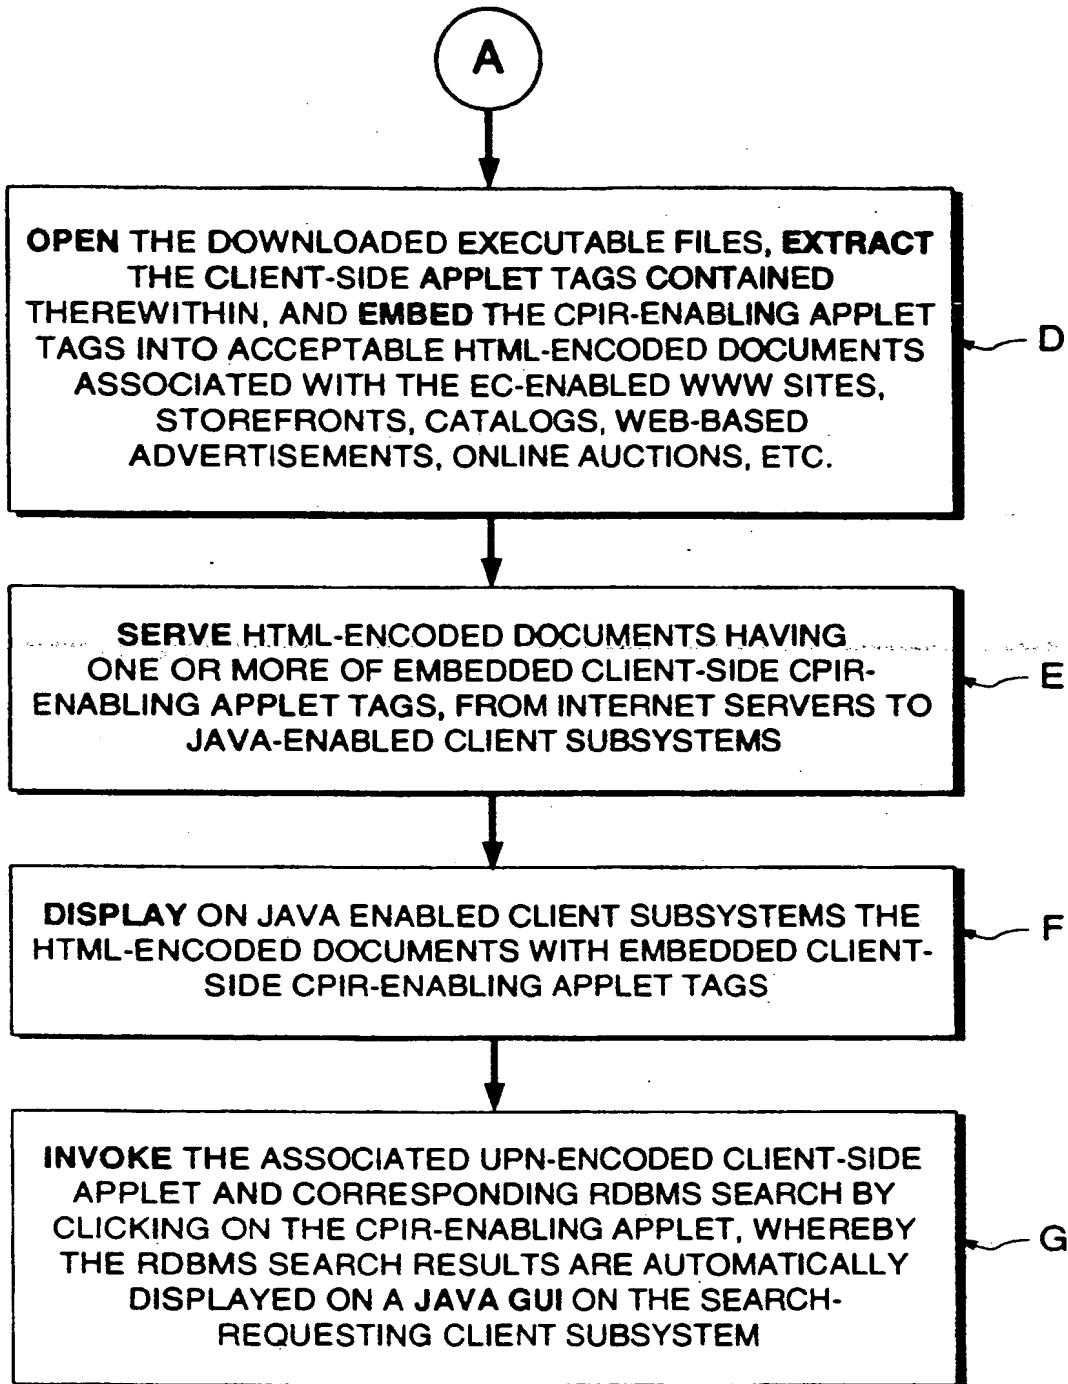 A
OPEN THE DOWNLOADED EXECUTABLE FILES, EXTRACT
THE CLIENT-SIDE APPLET TAGS CONTAINED
THEREWITHIN, AND EMBED THE CPIR-ENABLING APPLET
TAGS INTO ACCEPTABLE HTML-ENCODED DOCUMENTS
ASSOCIATED WITH THE EC-ENABLED WWW SITES,
STOREFRONTS, CATALOGS, WEB-BASED
ADVERTISEMENTS, ONLINE AUCTIONS, ETC.
D
SERVE HTML-ENCODED DOCUMENTS HAVING
ONE OR MORE OF EMBEDDED CLIENT-SIDE CPIR-
ENABLING APPLET TAGS, FROM INTERNET SERVERS TO
JAVA-ENABLED CLIENT SUBSYSTEMS
E
DISPLAY ON JAVA ENABLED CLIENT SUBSYSTEMS THE
HTML-ENCODED DOCUMENTS WITH EMBEDDED CLIENT-
SIDE CPIR-ENABLING APPLET TAGS
F
INVOKE THE ASSOCIATED UPN-ENCODED CLIENT-SIDE
APPLET AND CORRESPONDING RDBMS SEARCH BY
CLICKING ON THE CPIR-ENABLING APPLET, WHEREBY
THE RDBMS SEARCH RESULTS ARE AUTOMATICALLY
DISPLAYED ON A JAVA GUI ON THE SEARCH-
REQUESTING CLIENT SUBSYSTEM
G